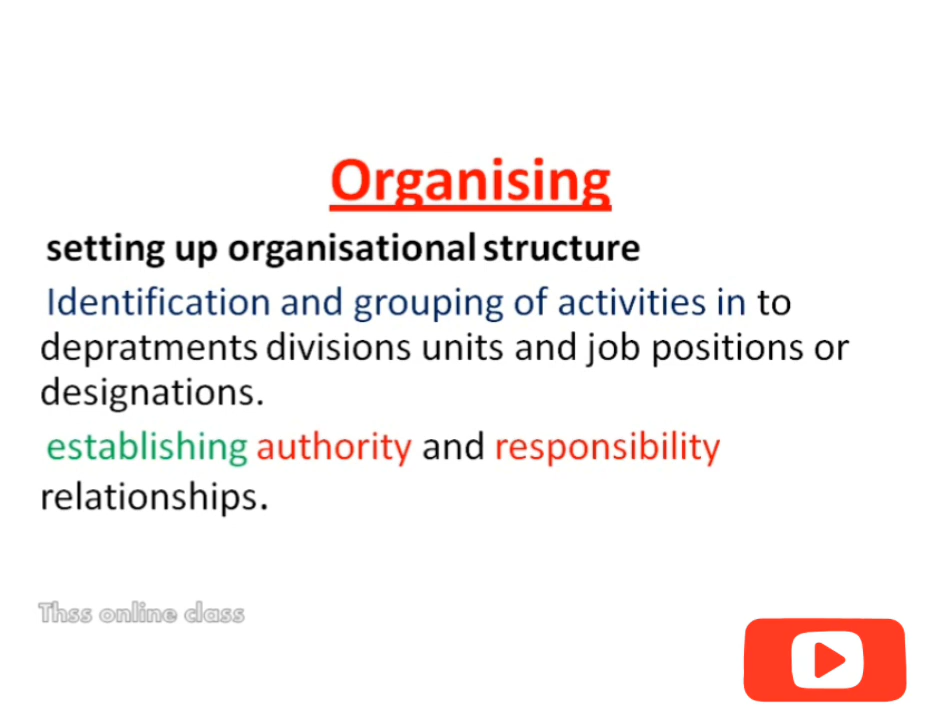 Organising
setting up organisational structure
Identification and grouping of activities in to
depratments divisions units and job positions or
designations.
establishing authority and responsibility
relationships.
Thss online class